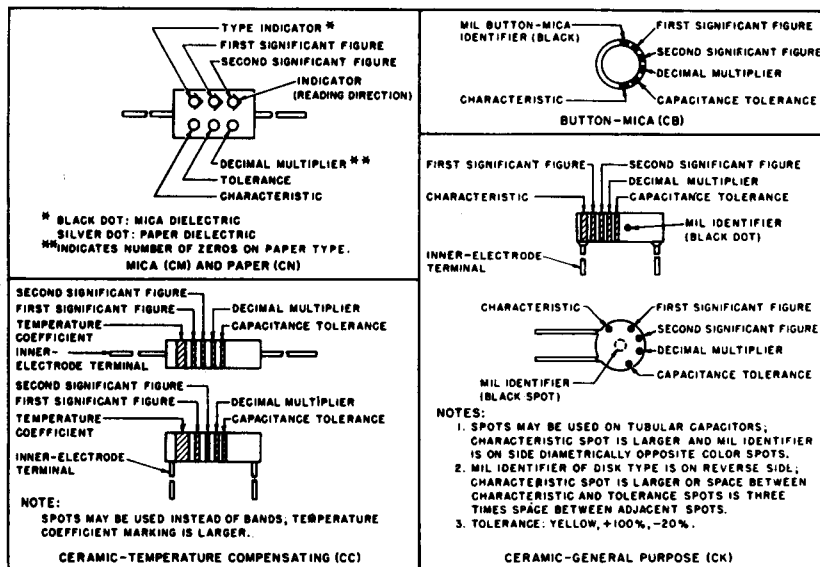 TYPE INDICATOR *
FIRST SIGNIFICANT FIGURE
SECOND SIGNIFICANT FIGURE
INDICATOR
(READING DIRECTION)
DECIMAL MULTIPLIER **
TOLERANCE
CHARACTERISTIC
* BLACK DOT: MICA DIELECTRIC
SILVER DOT: PAPER DIELECTRIC
** INDICATES NUMBER OF ZEROS ON PAPER TYPE.
MICA (CM) AND PAPER (CN)
SECOND SIGNIFICANT FIGURE
FIRST SIGNIFICANT FIGURE
DECIMAL MULTIPLIER
TEMPERATURE
COEFFICIENT
CAPACITANCE TOLERANCE
INNER-
ELECTRODE TERMINAL
SECOND SIGNIFICANT FIGURE
FIRST SIGNIFICANT FIGURE
DECIMAL MULTIPLIER
TEMPERATURE
COEFFICIENT
CAPACITANCE TOLERANCE
INNER-ELECTRODE
TERMINAL
NOTE:
SPOTS MAY BE USED INSTEAD OF BANDS; TEMPERATURE
COEFFICIENT MARKING IS LARGER.
CERAMIC-TEMPERATURE COMPENSATING (CC)
MIL BUTTON-MICA
IDENTIFIER (BLACK)
FIRST SIGNIFICANT FIGURE
SECOND SIGNIFICANT FIGURE
DECIMAL MULTIPLIER
CHARACTERISTIC
CAPACITANCE TOLERANCE
BUTTON-MICA (CB)
FIRST SIGNIFICANT FIGURE
SECOND SIGNIFICANT FIGURE
DECIMAL MULTIPLIER
CHARACTERISTIC
CAPACITANCE TOLERANCE
MIL IDENTIFIER
(BLACK DOT)
INNER-ELECTRODE
TERMINAL
CHARACTERISTIC
FIRST SIGNIFICANT FIGURE
SECOND SIGNIFICANT FIGURE
DECIMAL MULTIPLIER
CAPACITANCE TOLERANCE
MIL IDENTIFIER
(BLACK SPOT)
NOTES:
1. SPOTS MAY BE USED ON TUBULAR CAPACITORS;
CHARACTERISTIC SPOT IS LARGER AND MIL IDENTIFIER
IS ON SIDE DIAMETRICALLY OPPOSITE COLOR SPOTS.
2. MIL IDENTIFIER OF DISK TYPE IS ON REVERSE SIDE;
CHARACTERISTIC SPOT IS LARGER OR SPACE BETWEEN
CHARACTERISTIC AND TOLERANCE SPOTS IS THREE
TIMES SPACE BETWEEN ADJACENT SPOTS.
3. TOLERANCE: YELLOW, +100%, -20%.
CERAMIC-GENERAL PURPOSE (CK)